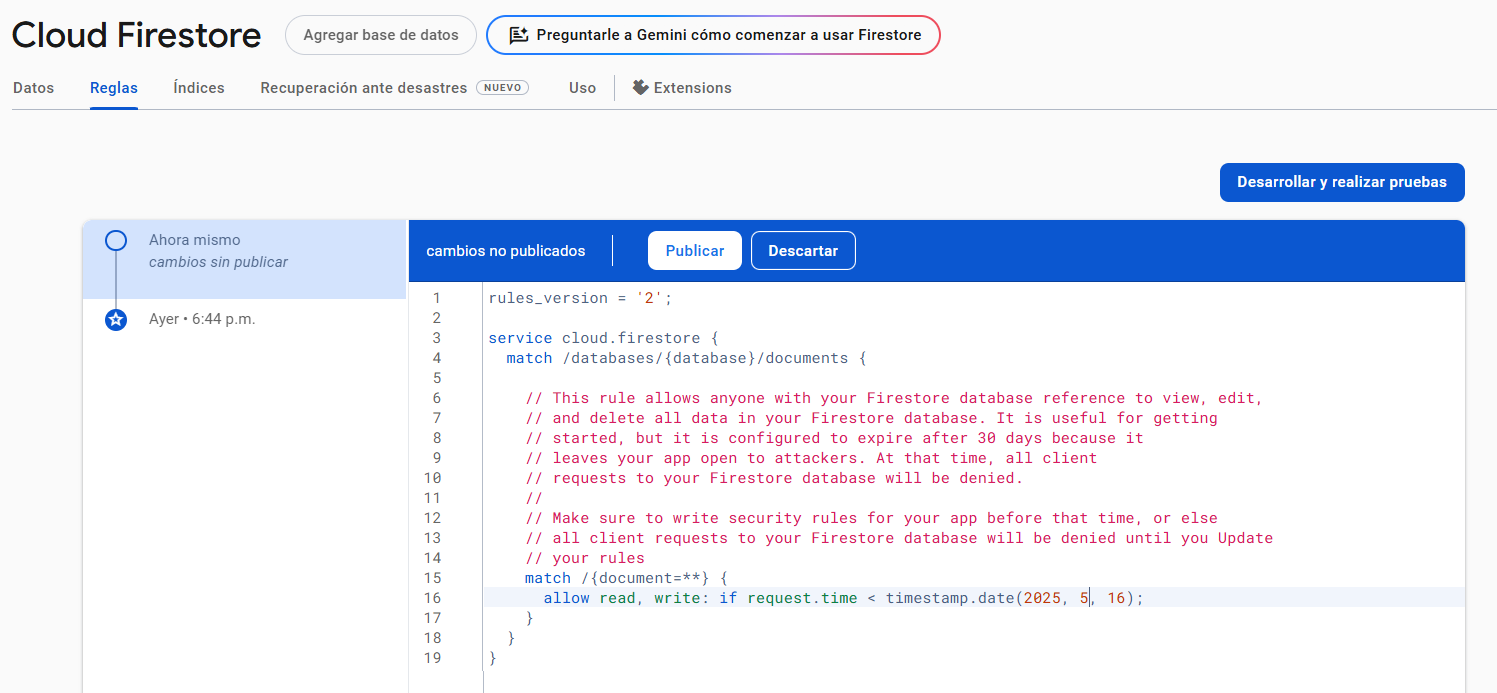 Cloud Firestore
Agregar base de datos
Preguntarle a Gemini cómo comenzar a usar Firestore
Datos
Reglas
Índices
Recuperación ante desastres NUEVO
Uso
Extensions
Desarrollar y realizar pruebas
Ahora mismo
cambios sin publicar
Ayer • 6:44 p.m.
cambios no publicados
Publicar
Descartar
1 rules_version = '2';
2
3 service cloud.firestore {
4   match /databases/{database}/documents {
5
6     // This rule allows anyone with your Firestore database reference to view, edit,
7     // and delete all data in your Firestore database. It is useful for getting
8     // started, but it is configured to expire after 30 days because it
9     // leaves your app open to attackers. At that time, all client
10     // requests to your Firestore database will be denied.
11     //
12     // Make sure to write security rules for your app before that time, or else
13     // all client requests to your Firestore database will be denied until you Update
14     // your rules
15     match /{document=**} {
16       allow read, write: if request.time < timestamp.date(2025, 5, 16);
17     }
18   }
19 }